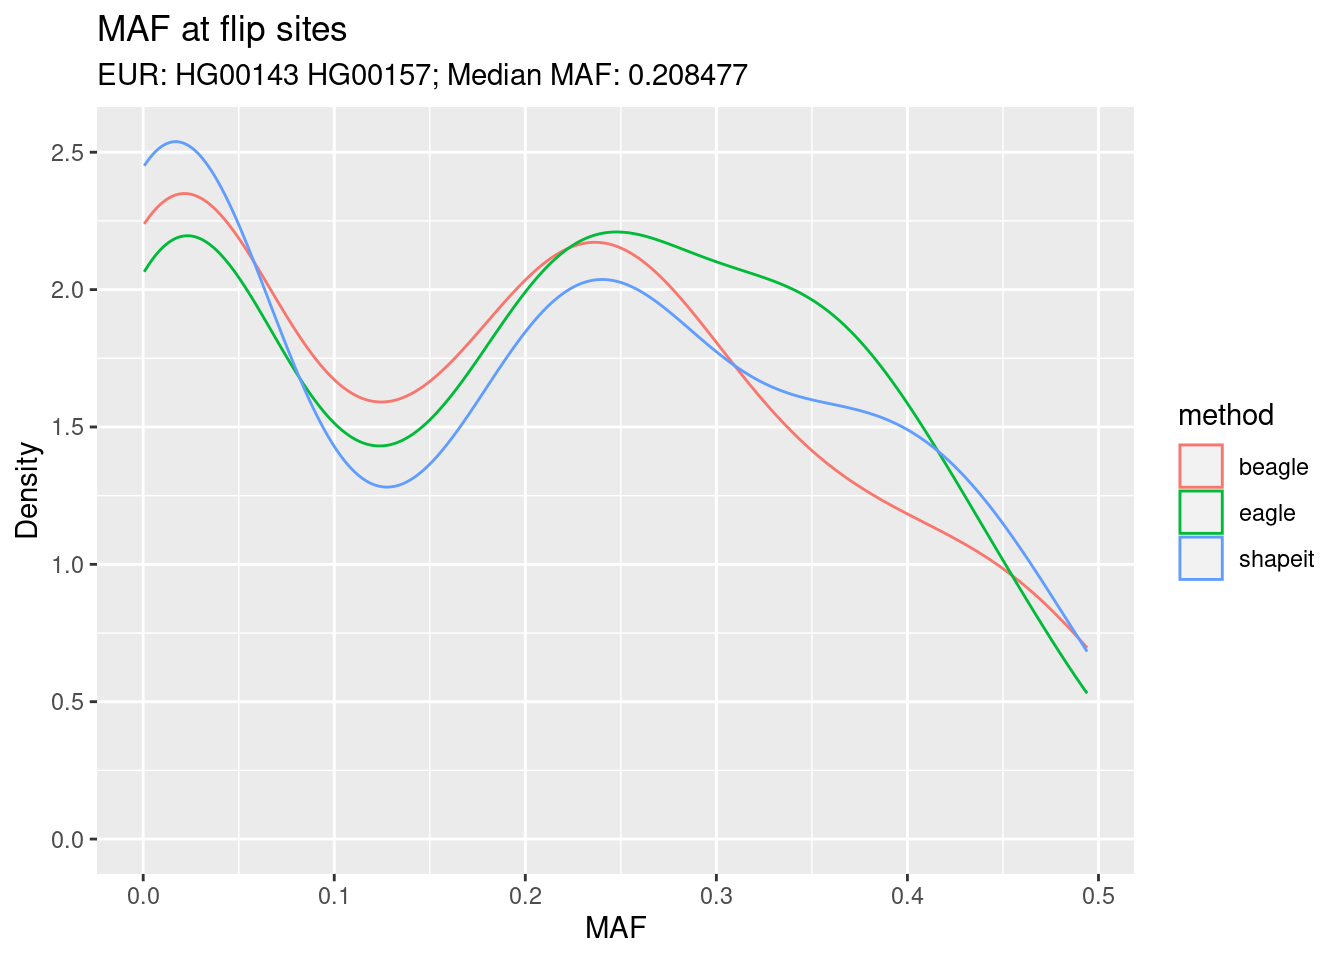 MAF at flip sites
EUR: HG00143 HG00157; Median MAF: 0.208477
2.5
2.0
1.5
1.0
0.5
0.0
Density
0.0 0.1 0.2 0.3 0.4 0.5
MAF
method
beagle
eagle
shapeit